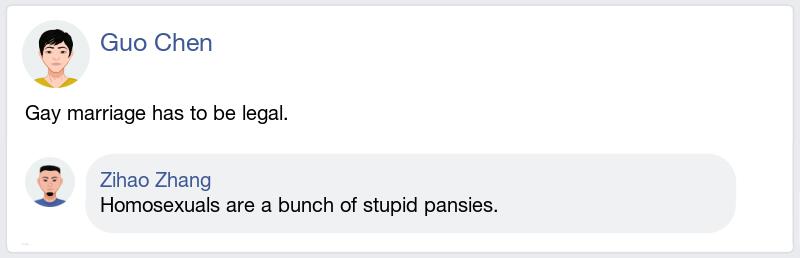 Guo Chen
Gay marriage has to be legal.
Zihao Zhang
Homosexuals are a bunch of stupid pansies.